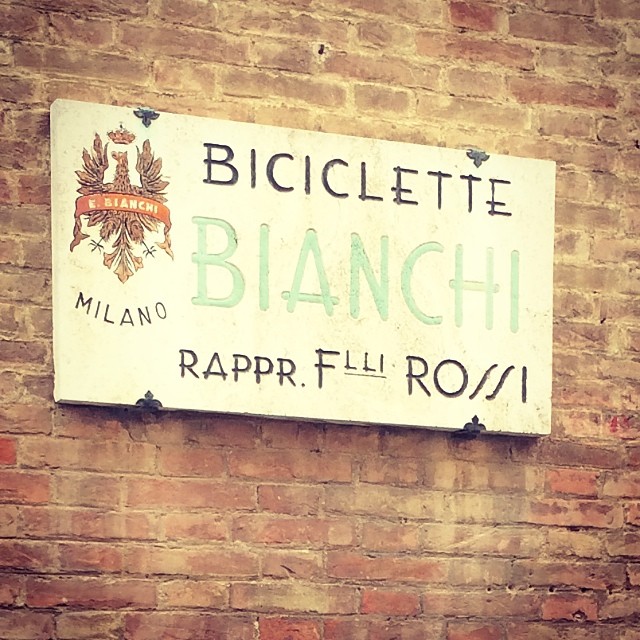 E. BIANCHI
MILANO
BICICLETTE
BIANCHI
RAPPR. FLLI ROSSI